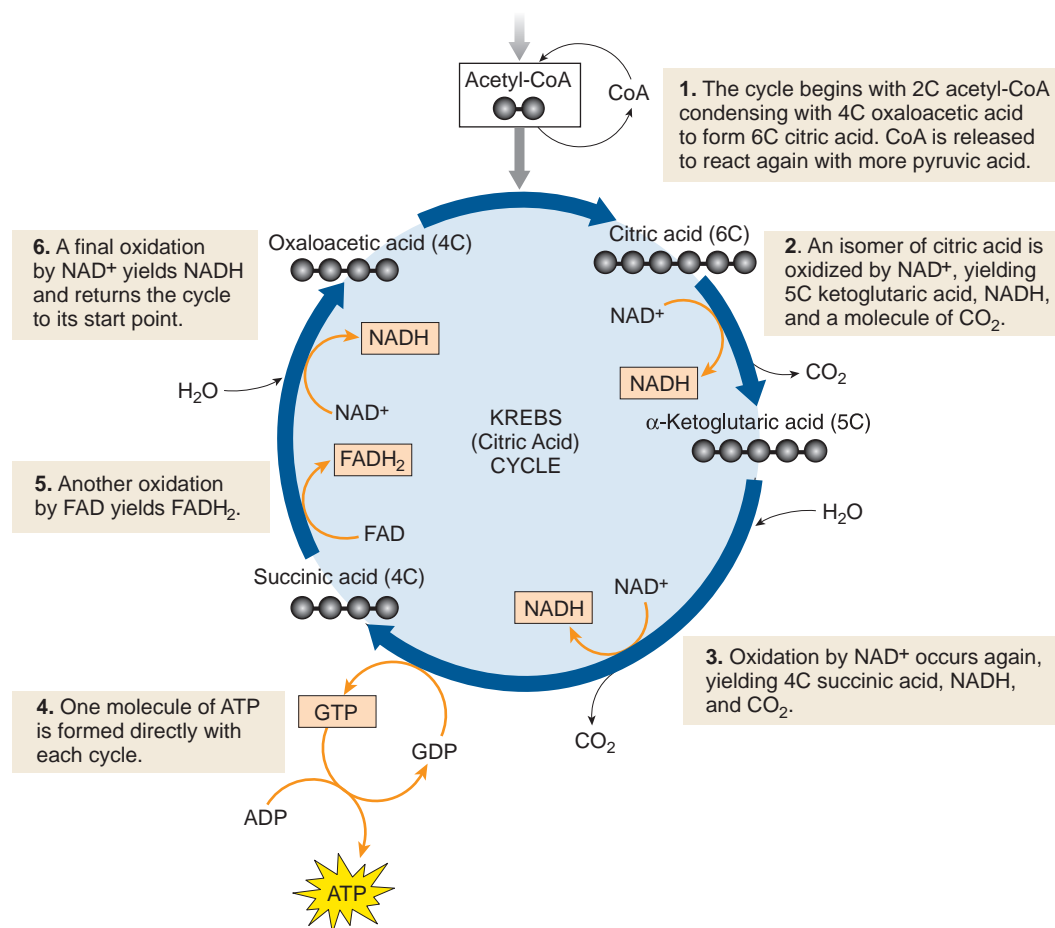 Acetyl-CoA
CoA
1. The cycle begins with 2C acetyl-CoA
condensing with 4C oxaloacetic acid
to form 6C citric acid. CoA is released
to react again with more pyruvic acid.
6. A final oxidation
by NAD⁺ yields NADH
and returns the cycle
to its start point.
Oxaloacetic acid (4C)
Citric acid (6C)
2. An isomer of citric acid is
oxidized by NAD⁺, yielding
5C ketoglutaric acid, NADH,
and a molecule of CO₂.
NAD⁺
NADH
CO₂
NADH
H₂O
NAD⁺
KREBS
(Citric Acid)
CYCLE
α-Ketoglutaric acid (5C)
FADH₂
5. Another oxidation
by FAD yields FADH₂.
FAD
H₂O
Succinic acid (4C)
NAD⁺
NADH
3. Oxidation by NAD⁺ occurs again,
yielding 4C succinic acid, NADH,
and CO₂.
CO₂
4. One molecule of ATP
is formed directly with
each cycle.
GTP
GDP
ADP
ATP